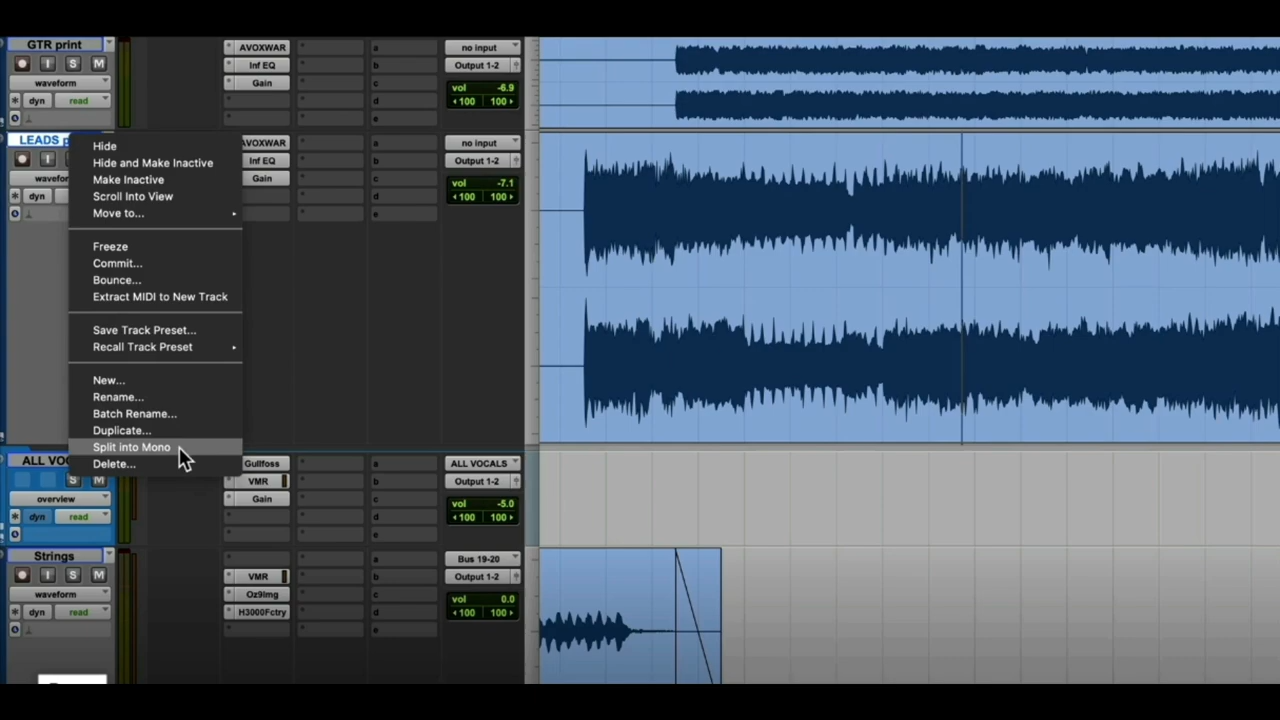 GTR print
AVOXWAR a no input
I S M Inf EQ b Output 1-2
waveform Gain c
vol -6.9
dyn read d 100 100
e
LEADS
AVOXWAR a no input
Hide
I Inf EQ b Output 1-2
Hide and Make Inactive
Make Inactive Gain c vol -7.1
dyn Scroll Into View d 100 100
Move to... e
Freeze
Commit...
Bounce...
Extract MIDI to New Track
Save Track Preset...
Recall Track Preset
New...
Rename...
Batch Rename...
Duplicate...
Split into Mono
Delete...
ALL Gullfoss a ALL VOCALS
S M VMR b Output 1-2
overview Gain c vol -5.0
dyn read d 100 100
e
Strings a Bus 19-20
I S M VMR b Output 1-2
waveform Oz9Img c vol 0.0
dyn read H3000Fctry d 100 100
e